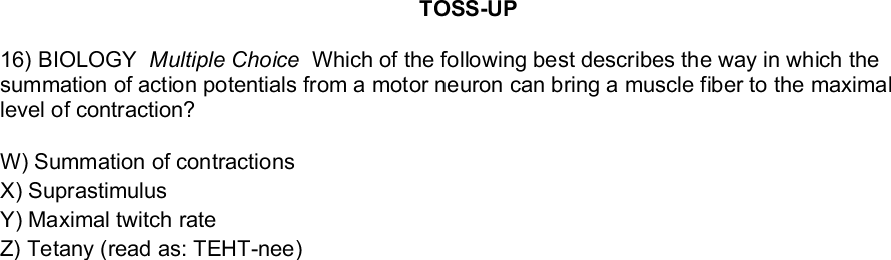 TOSS-UP
16) BIOLOGY Multiple Choice Which of the following best describes the way in which the
summation of action potentials from a motor neuron can bring a muscle fiber to the maximal
level of contraction?
W) Summation of contractions
X) Suprastimulus
Y) Maximal twitch rate
Z) Tetany (read as: TEHT-nee)